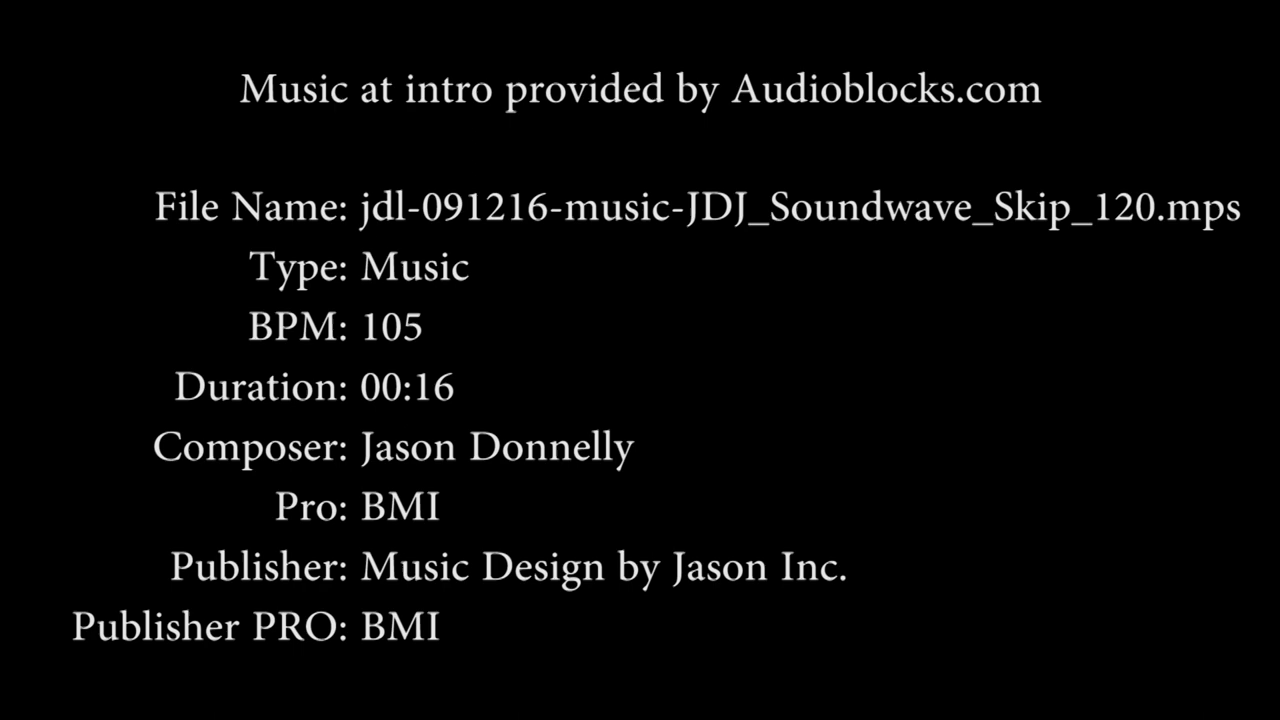 Music at intro provided by Audioblocks.com
File Name: jdl-091216-music-JDJ_Soundwave_Skip_120.mps
Type: Music
BPM: 105
Duration: 00:16
Composer: Jason Donnelly
Pro: BMI
Publisher: Music Design by Jason Inc.
Publisher PRO: BMI